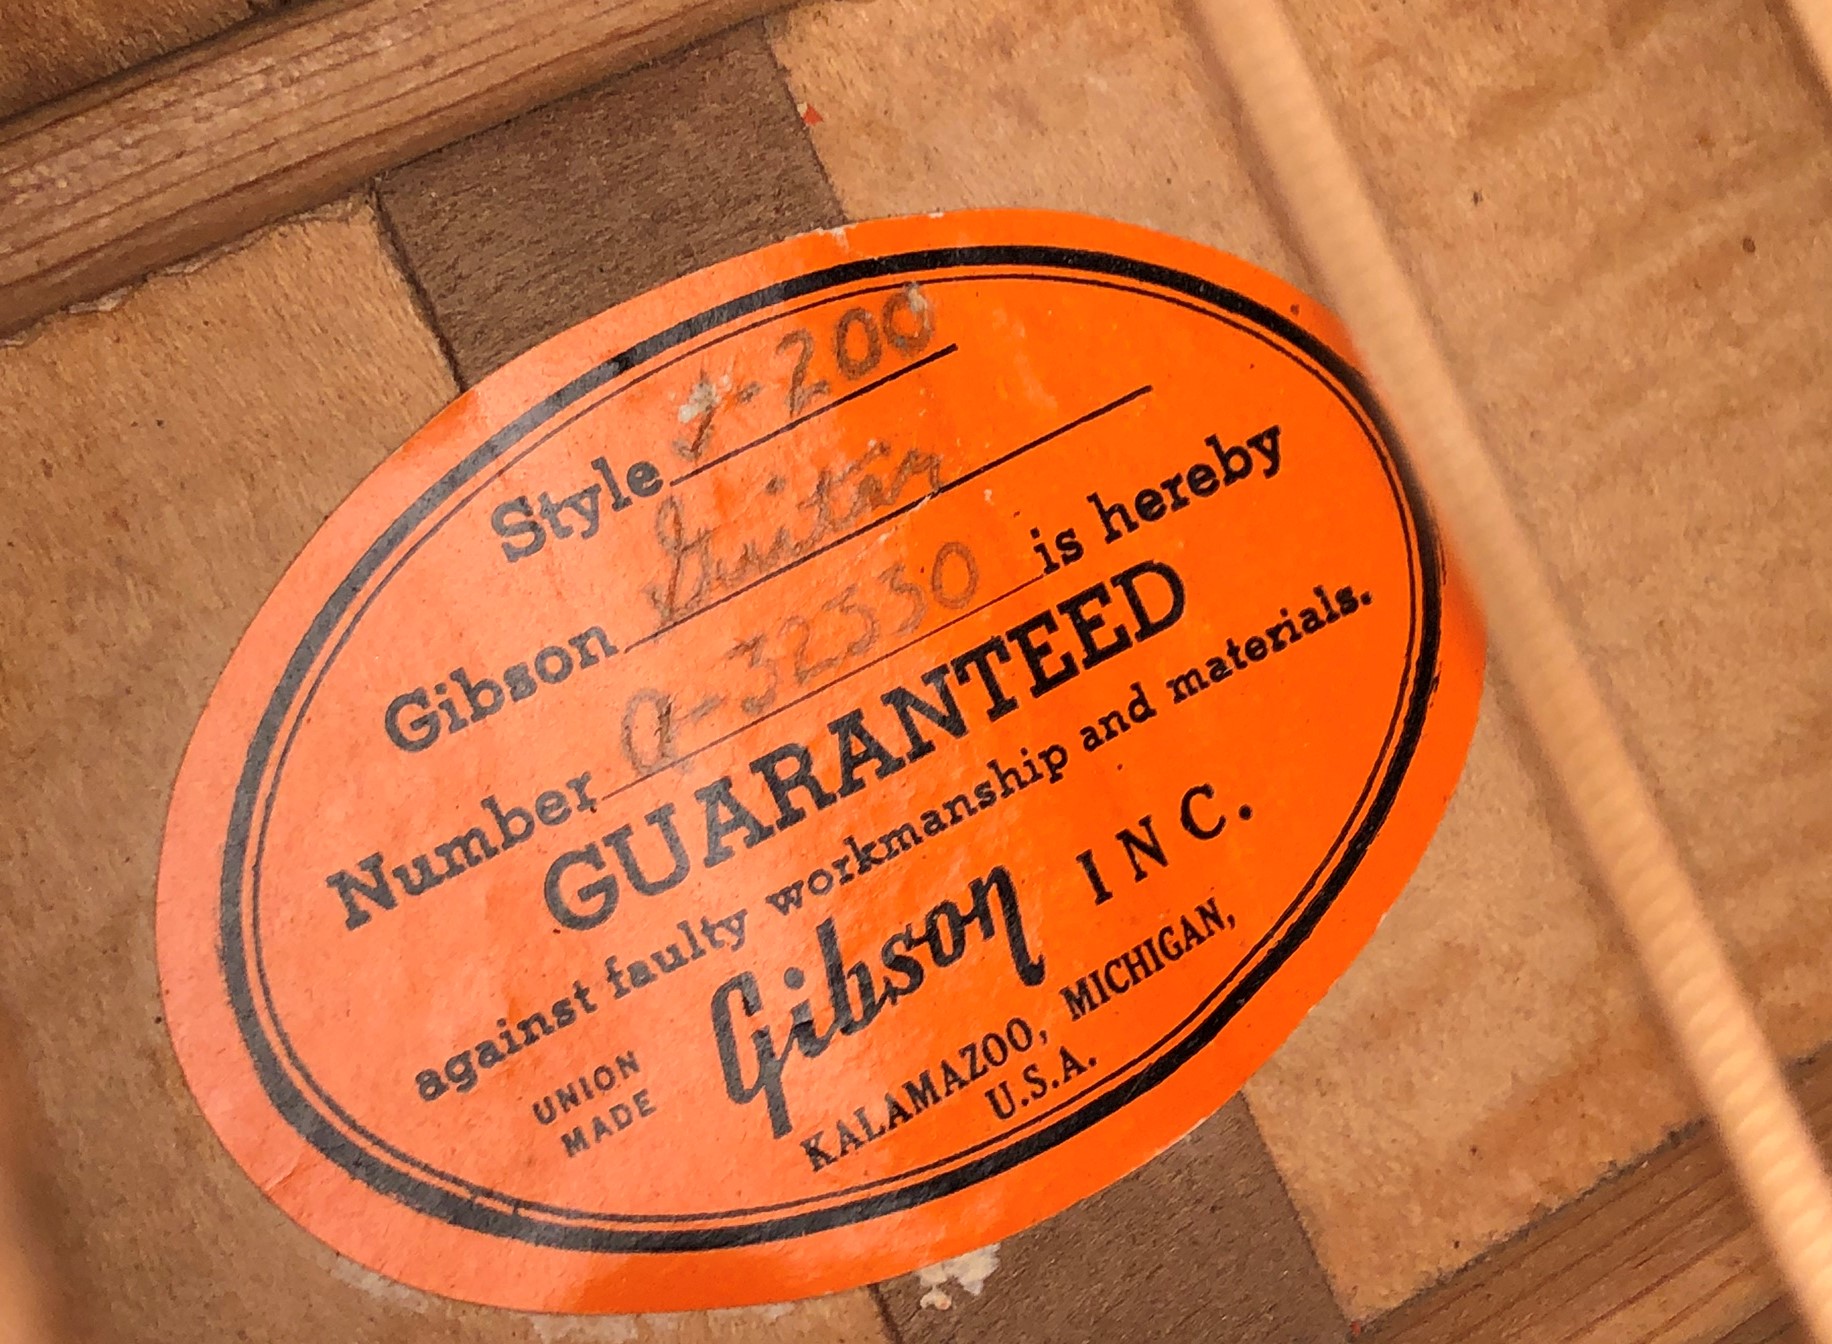 Style J-200
Gibson Guitar
Number A-32330 is hereby
GUARANTEED
against faulty workmanship and materials.
UNION
MADE
Gibson INC.
KALAMAZOO, MICHIGAN,
U.S.A.